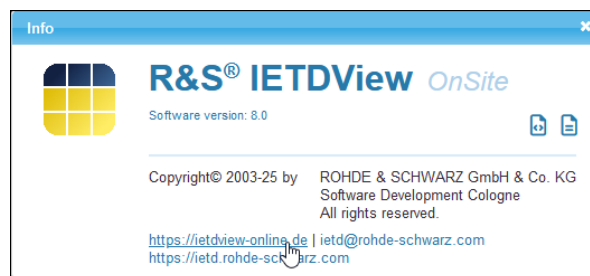 Info
R&S® IETDView OnSite
Software version: 8.0
Copyright© 2003-25 by ROHDE & SCHWARZ GmbH & Co. KG
Software Development Cologne
All rights reserved.
https://ietdview-online.de | ietd@rohde-schwarz.com
https://ietd.rohde-schwarz.com